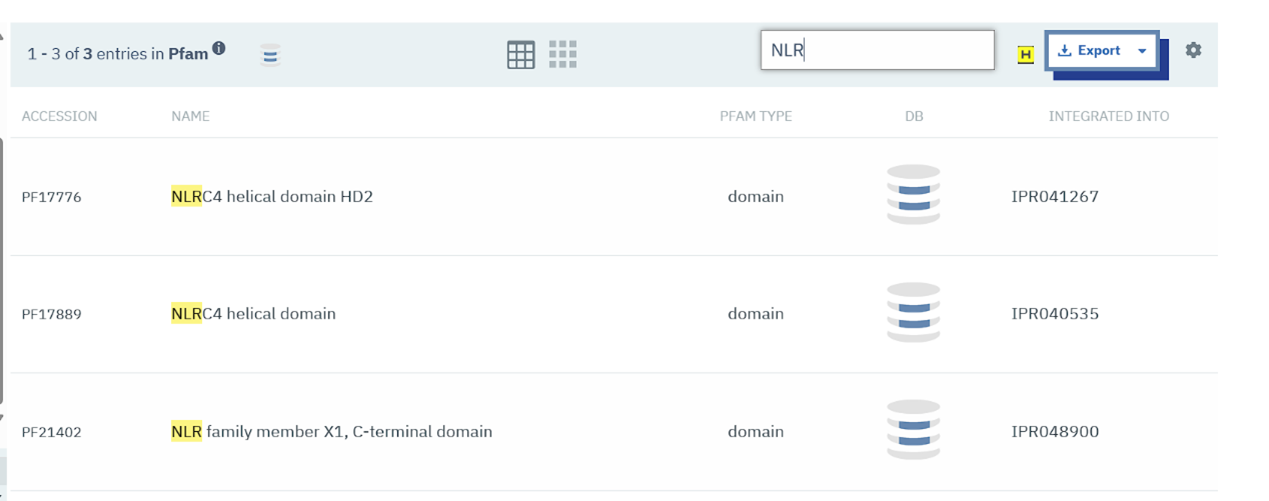 1 - 3 of 3 entries in Pfam
NLR
H
Export
ACCESSION NAME PFAM TYPE DB INTEGRATED INTO
PF17776 NLRC4 helical domain HD2 domain IPR041267
PF17889 NLRC4 helical domain domain IPR040535
PF21402 NLR family member X1, C-terminal domain domain IPR048900